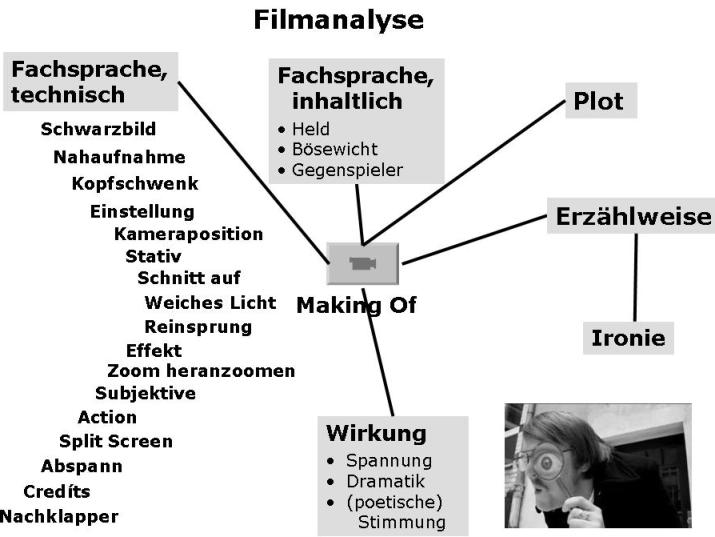 Filmanalyse
Fachsprache,
technisch
Schwarzbild
Nahaufnahme
Kopfschwenk
Einstellung
Kameraposition
Stativ
Schnitt auf
Weiches Licht
Reinsprung
Effekt
Zoom heranzoomen
Subjektive
Action
Split Screen
Abspann
Credíts
Nachklapper
Fachsprache,
inhaltlich
• Held
• Bösewicht
• Gegenspieler
Plot
Erzählweise
Ironie
Making Of
Wirkung
• Spannung
• Dramatik
• (poetische)
Stimmung